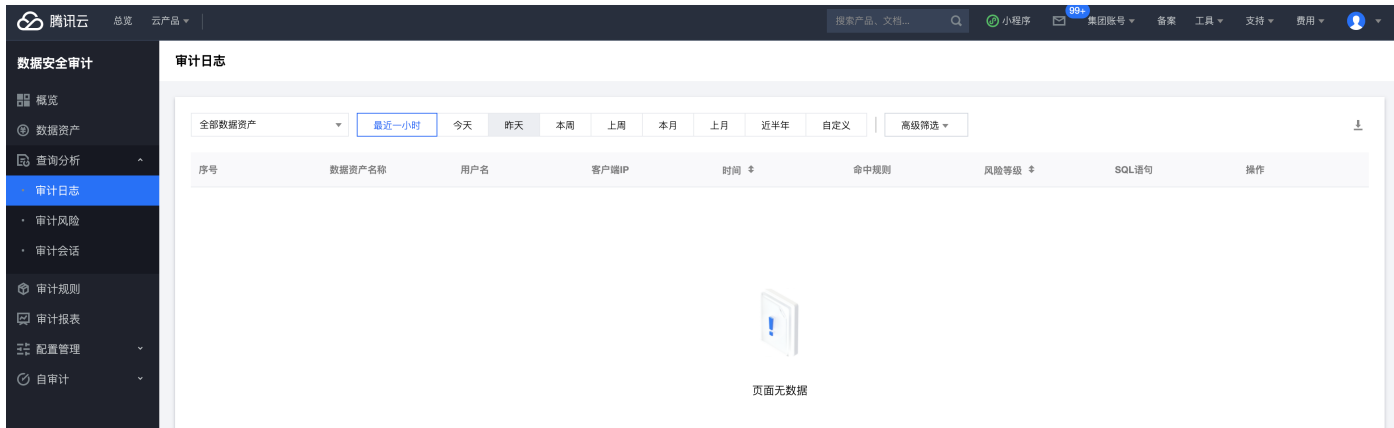 腾讯云 总览 云产品 搜索产品、文档... 小程序 99+ 集团账号 备案 工具 支持 费用
数据安全审计
审计日志
概览
数据资产
查询分析
审计日志
审计风险
审计会话
审计规则
审计报表
配置管理
自审计
全部数据资产 最近一小时 今天 昨天 本周 上周 本月 上月 近半年 自定义 高级筛选
序号 数据资产名称 用户名 客户端IP 时间 命中规则 风险等级 SQL语句 操作
页面无数据